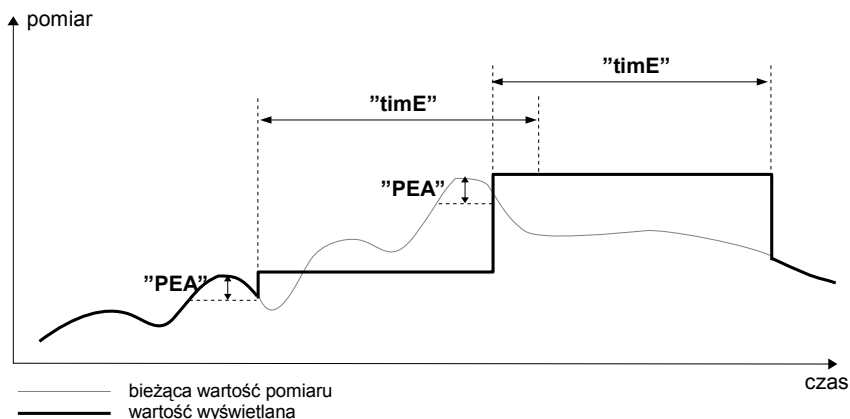 pomiar
”timE”
”timE”
”PEA”
”PEA”
czas
bieżąca wartość pomiaru
wartość wyświetlana